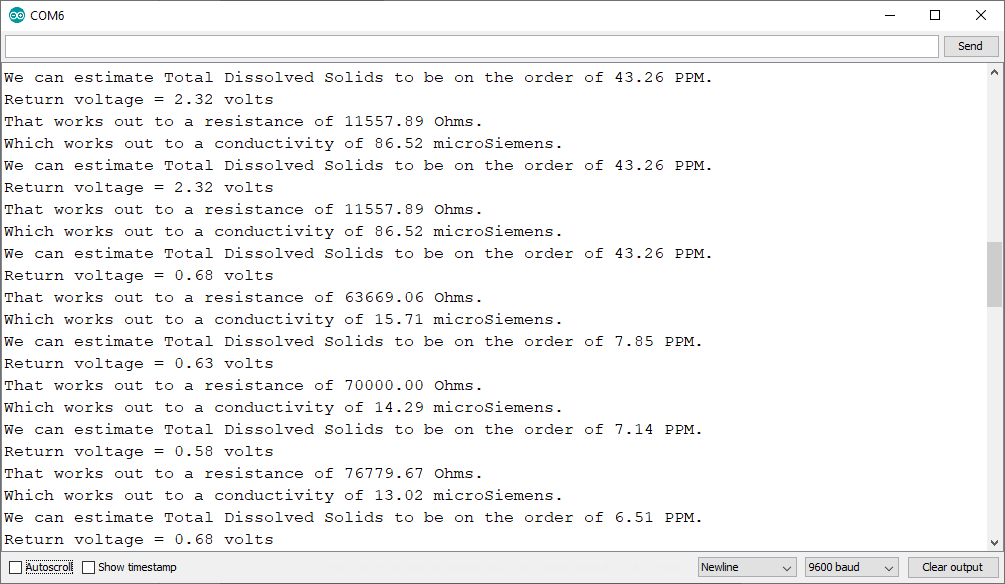 COM6
Send
We can estimate Total Dissolved Solids to be on the order of 43.26 PPM.
Return voltage = 2.32 volts
That works out to a resistance of 11557.89 Ohms.
Which works out to a conductivity of 86.52 microSiemens.
We can estimate Total Dissolved Solids to be on the order of 43.26 PPM.
Return voltage = 2.32 volts
That works out to a resistance of 11557.89 Ohms.
Which works out to a conductivity of 86.52 microSiemens.
We can estimate Total Dissolved Solids to be on the order of 43.26 PPM.
Return voltage = 0.68 volts
That works out to a resistance of 63669.06 Ohms.
Which works out to a conductivity of 15.71 microSiemens.
We can estimate Total Dissolved Solids to be on the order of 7.85 PPM.
Return voltage = 0.63 volts
That works out to a resistance of 70000.00 Ohms.
Which works out to a conductivity of 14.29 microSiemens.
We can estimate Total Dissolved Solids to be on the order of 7.14 PPM.
Return voltage = 0.58 volts
That works out to a resistance of 76779.67 Ohms.
Which works out to a conductivity of 13.02 microSiemens.
We can estimate Total Dissolved Solids to be on the order of 6.51 PPM.
Return voltage = 0.68 volts
Autoscroll Show timestamp Newline 9600 baud Clear output